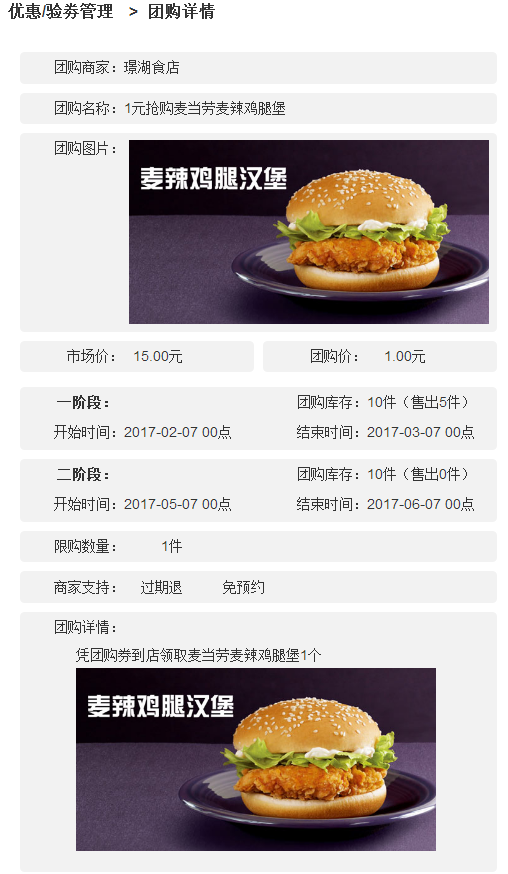 优惠/验券管理 > 团购详情
团购商家：璟湖食店
团购名称：1元抢购麦当劳麦辣鸡腿堡
团购图片：
麦辣鸡腿汉堡
市场价： 15.00元 团购价： 1.00元
一阶段： 团购库存：10件（售出5件）
开始时间：2017-02-07 00点 结束时间：2017-03-07 00点
二阶段： 团购库存：10件（售出0件）
开始时间：2017-05-07 00点 结束时间：2017-06-07 00点
限购数量： 1件
商家支持： 过期退 免预约
团购详情：
凭团购券到店领取麦当劳麦辣鸡腿堡1个
麦辣鸡腿汉堡